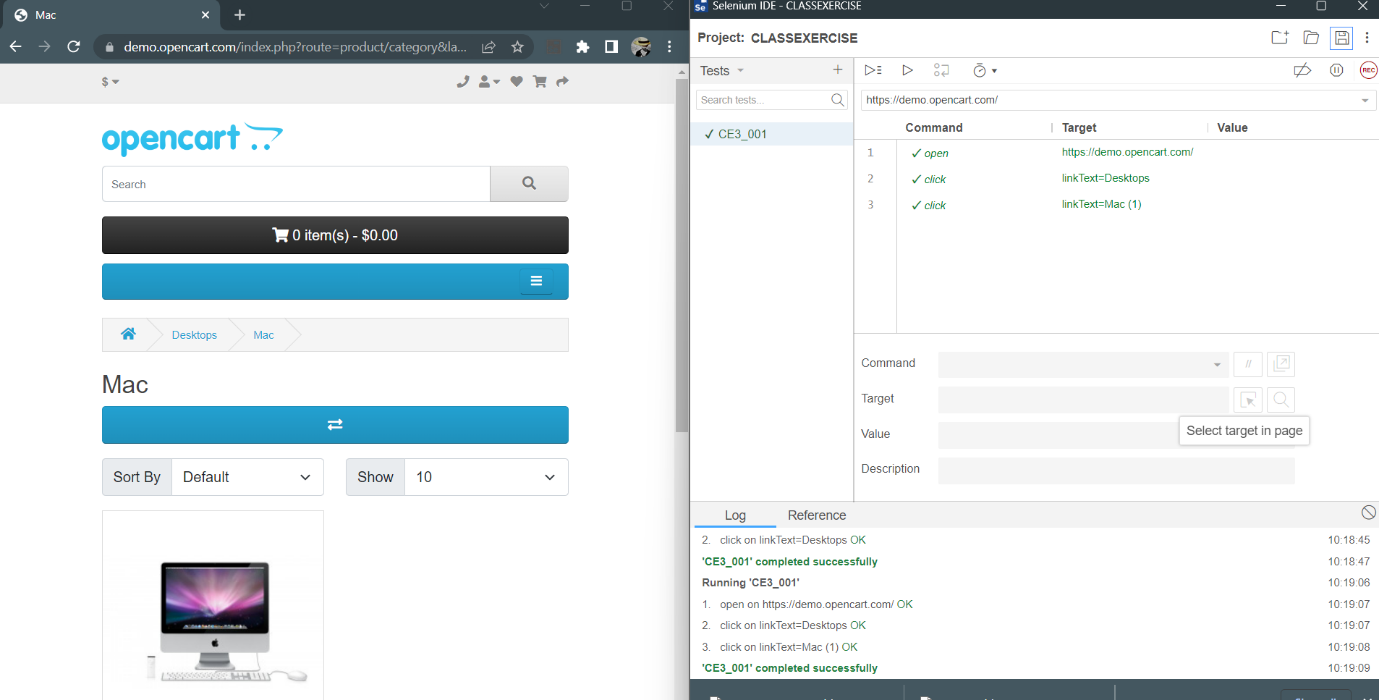 Mac
demo.opencart.com/index.php?route=product/category&la...
$
opencart
Search
0 item(s) - $0.00
Desktops
Mac
Mac
Sort By
Default
Show
10
Selenium IDE - CLASSEXERCISE
Project: CLASSEXERCISE
Tests
REC
Search tests...
https://demo.opencart.com/
✓ CE3_001
Command
Target
Value
1 ✓ open https://demo.opencart.com/
2 ✓ click linkText=Desktops
3 ✓ click linkText=Mac (1)
Command
//
Target
Select target in page
Value
Description
Log
Reference
2. click on linkText=Desktops OK 10:18:45
'CE3_001' completed successfully 10:18:47
Running 'CE3_001' 10:19:06
1. open on https://demo.opencart.com/ OK 10:19:07
2. click on linkText=Desktops OK 10:19:07
3. click on linkText=Mac (1) OK 10:19:08
'CE3_001' completed successfully 10:19:09